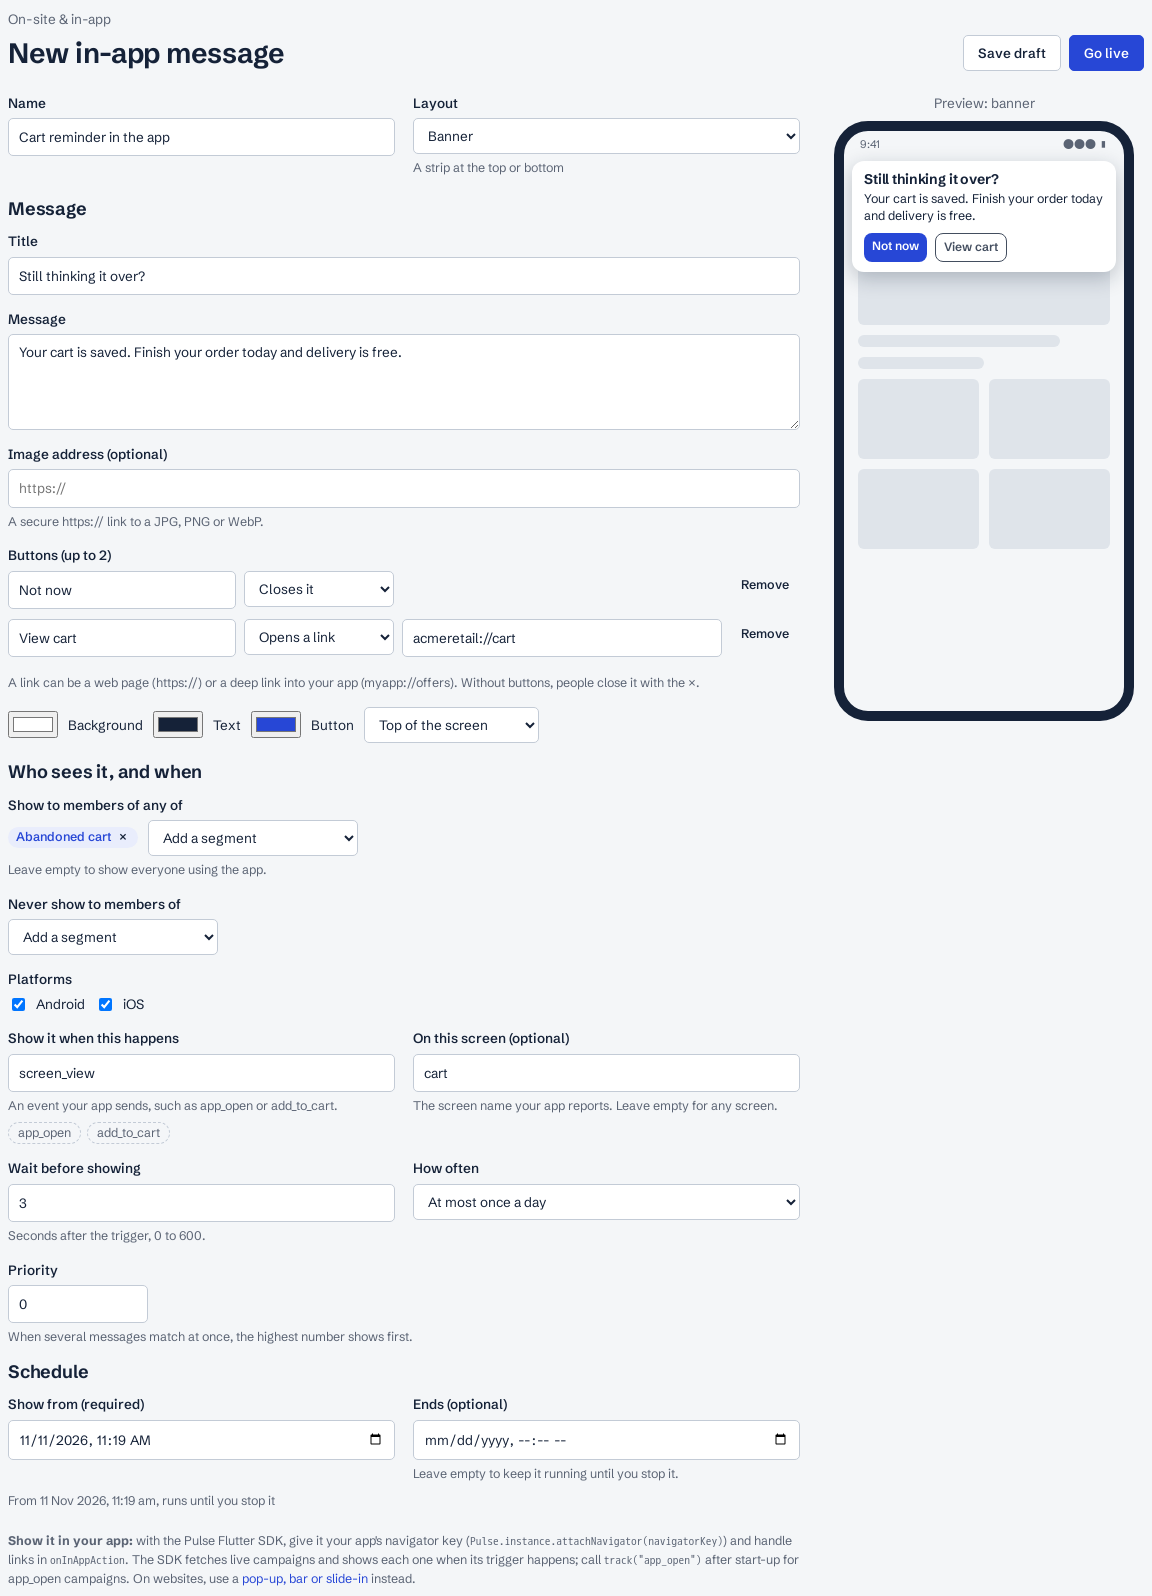 On-site & in-app
New in-app message
Save draft
Go live
Name
Cart reminder in the app
Layout
Banner
A strip at the top or bottom
Message
Title
Still thinking it over?
Message
Your cart is saved. Finish your order today and delivery is free.
Image address (optional)
https://
A secure https:// link to a JPG, PNG or WebP.
Buttons (up to 2)
Not now
Closes it
Remove
View cart
Opens a link
acmeretail://cart
Remove
A link can be a web page (https://) or a deep link into your app (myapp://offers). Without buttons, people close it with the ×.
Background
Text
Button
Top of the screen
Who sees it, and when
Show to members of any of
Abandoned cart ×
Add a segment
Leave empty to show everyone using the app.
Never show to members of
Add a segment
Platforms
Android
iOS
Show it when this happens
screen_view
An event your app sends, such as app_open or add_to_cart.
app_open
add_to_cart
On this screen (optional)
cart
The screen name your app reports. Leave empty for any screen.
Wait before showing
3
Seconds after the trigger, 0 to 600.
How often
At most once a day
Priority
0
When several messages match at once, the highest number shows first.
Schedule
Show from (required)
11/11/2026, 11:19 AM
Ends (optional)
mm/dd/yyyy, --:-- --
Leave empty to keep it running until you stop it.
From 11 Nov 2026, 11:19 am, runs until you stop it
Show it in your app: with the Pulse Flutter SDK, give it your app's navigator key (Pulse.instance.attachNavigator(navigatorKey)) and handle
links in onInAppAction. The SDK fetches live campaigns and shows each one when its trigger happens; call track("app_open") after start-up for
app_open campaigns. On websites, use a pop-up, bar or slide-in instead.
Preview: banner
9:41
Still thinking it over?
Your cart is saved. Finish your order today
and delivery is free.
Not now
View cart